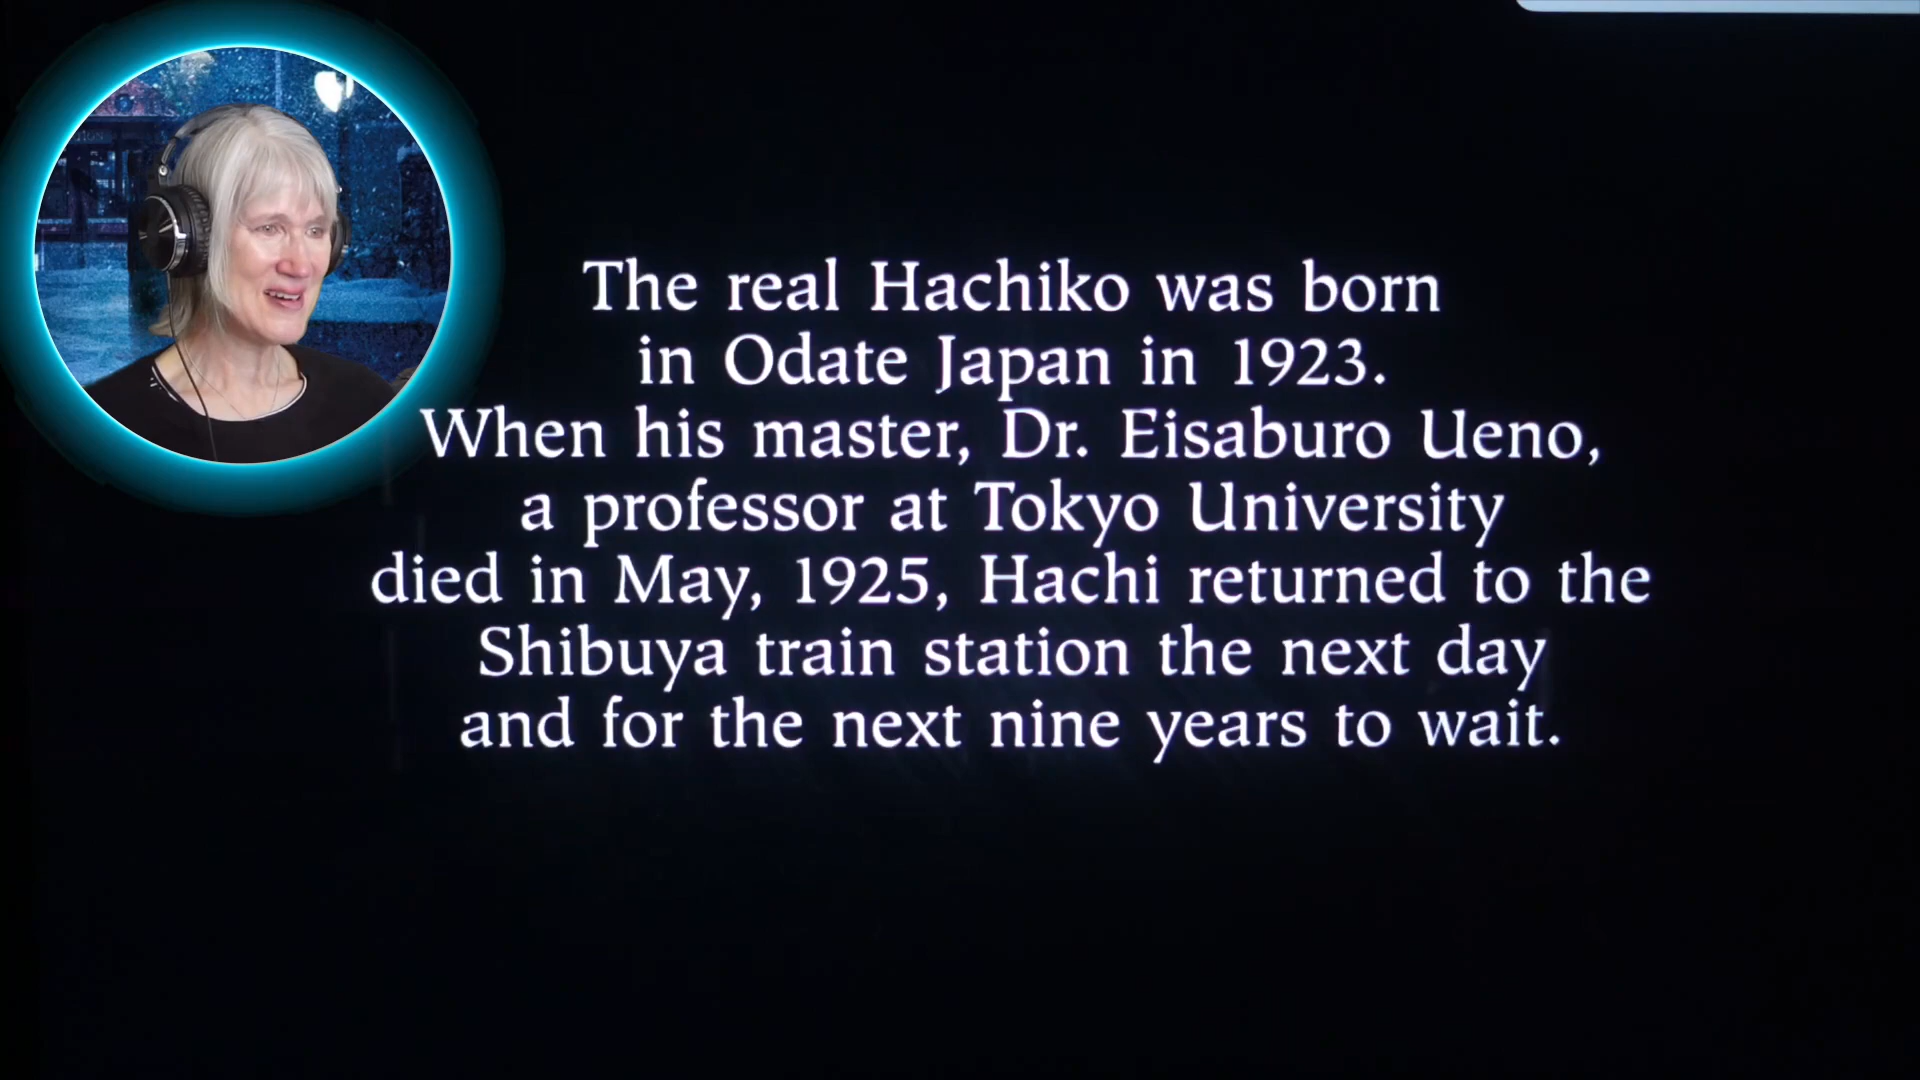 The real Hachiko was born
in Odate Japan in 1923.
When his master, Dr. Eisaburo Ueno,
a professor at Tokyo University
died in May, 1925, Hachi returned to the
Shibuya train station the next day
and for the next nine years to wait.